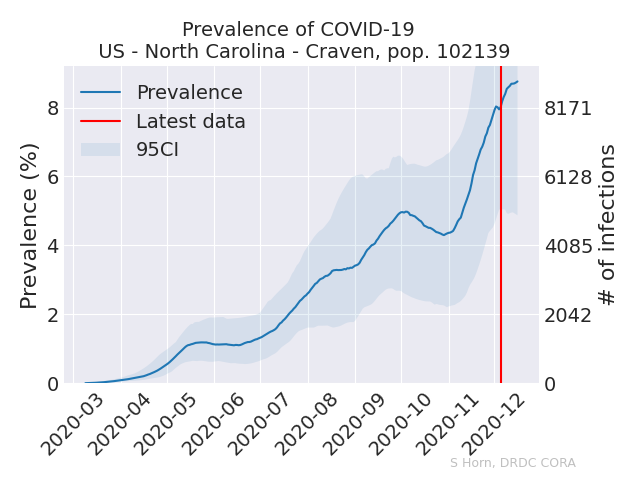 Prevalence of COVID-19
US - North Carolina - Craven, pop. 102139
Prevalence
Latest data
95CI
Prevalence (%)
8
6
4
2
0
8171
6128
4085
2042
0
# of infections
2020-03
2020-04
2020-05
2020-06
2020-07
2020-08
2020-09
2020-10
2020-11
2020-12
S Horn, DRDC CORA